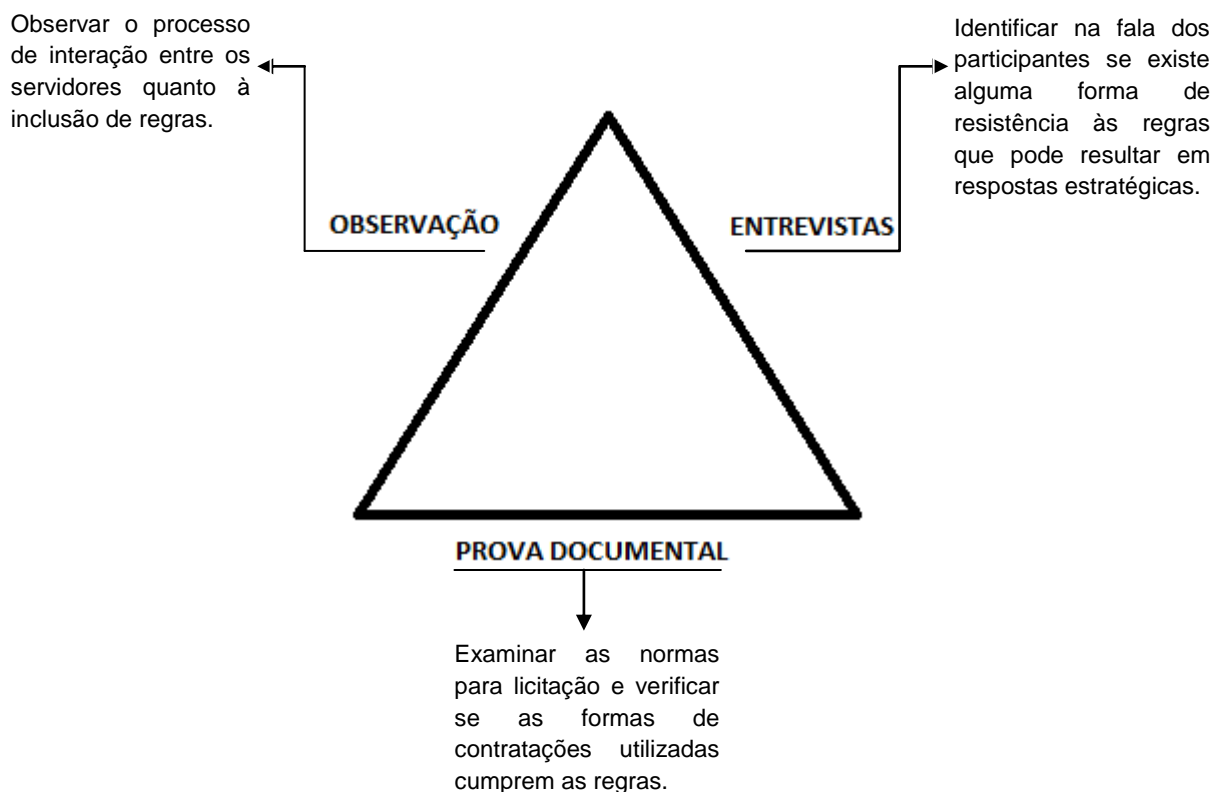 Observar o processo
de interação entre os
servidores quanto à
inclusão de regras.
Identificar na fala dos
participantes se existe
alguma forma de
resistência às regras
que pode resultar em
respostas estratégicas.
OBSERVAÇÃO
ENTREVISTAS
PROVA DOCUMENTAL
Examinar as normas
para licitação e verificar
se as formas de
contratações utilizadas
cumprem as regras.